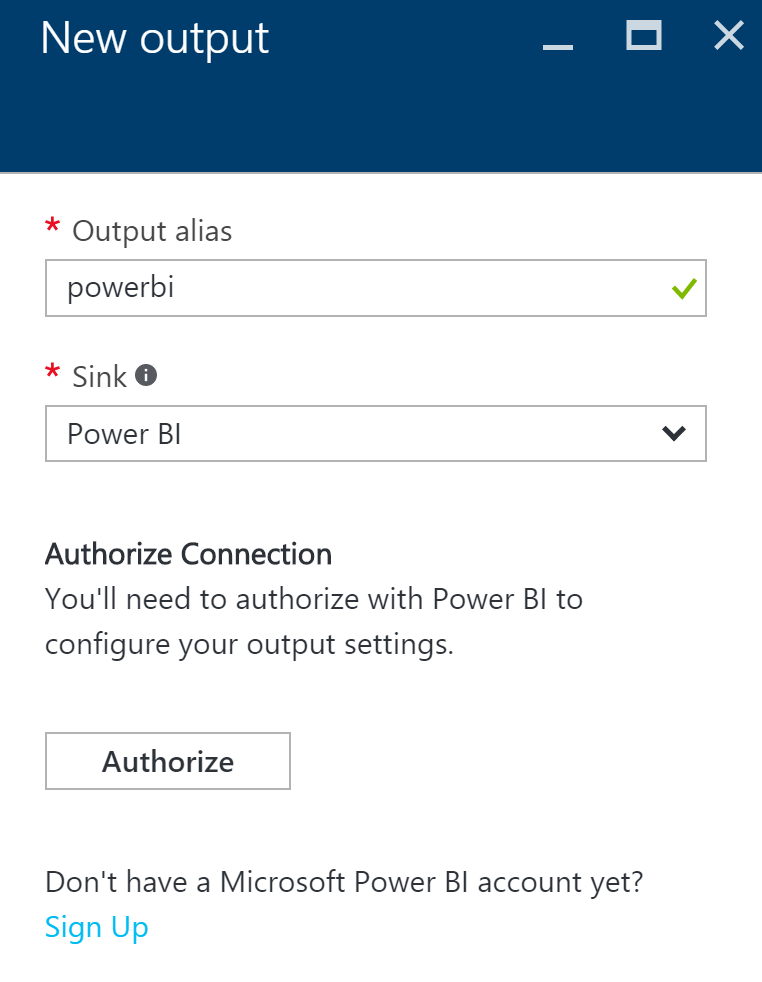 New output
* Output alias
powerbi
* Sink
Power BI
Authorize Connection
You'll need to authorize with Power BI to
configure your output settings.
Authorize
Don't have a Microsoft Power BI account yet?
Sign Up